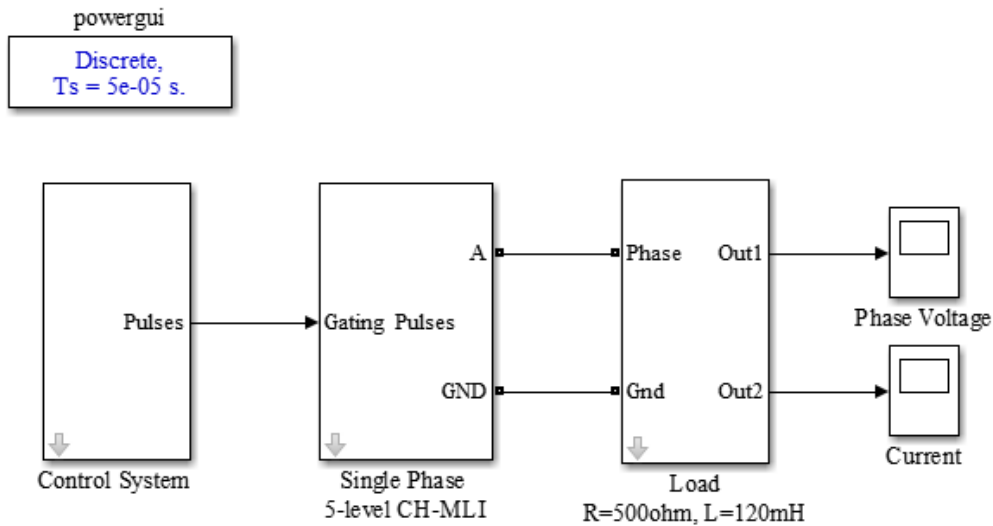 powergui
Discrete,
Ts = 5e-05 s.
Pulses
Control System
A
Gating Pulses
GND
Single Phase
5-level CH-MLI
Phase
Out1
Gnd
Out2
Load
R=500ohm, L=120mH
Phase Voltage
Current